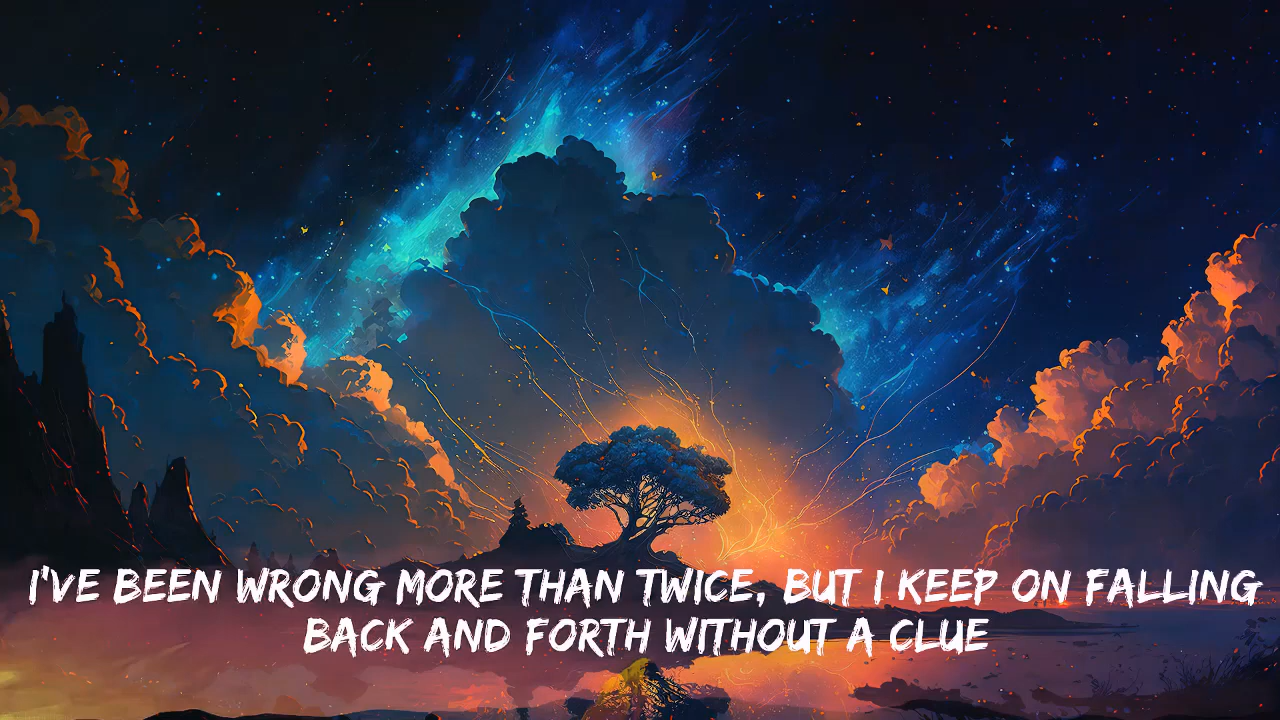 I'VE BEEN WRONG MORE THAN TWICE, BUT I KEEP ON FALLING
BACK AND FORTH WITHOUT A CLUE